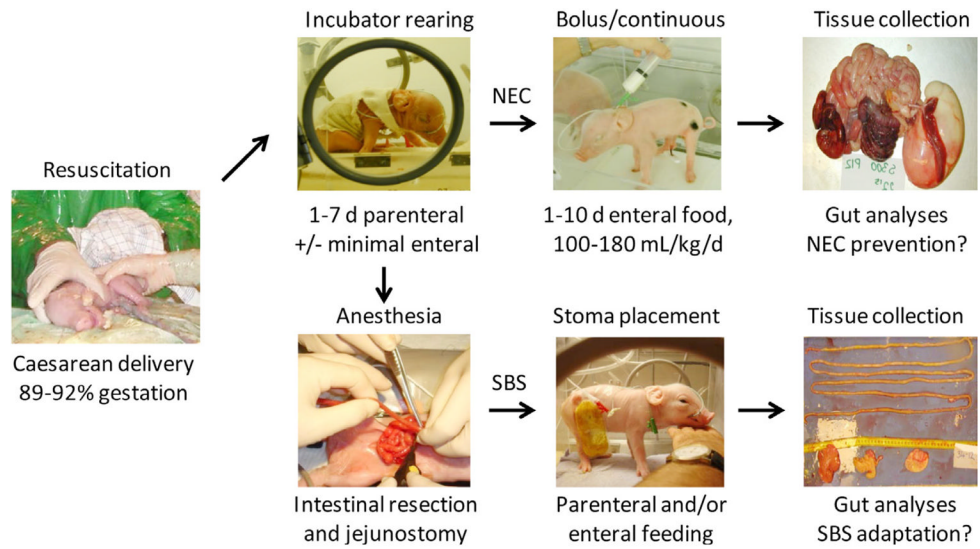 Resuscitation
Caesarean delivery
89-92% gestation
Incubator rearing
1-7 d parenteral
+/- minimal enteral
NEC
Bolus/continuous
1-10 d enteral food,
100-180 mL/kg/d
Tissue collection
5300 P12
Gut analyses
NEC prevention?
Anesthesia
Intestinal resection
and jejunostomy
SBS
Stoma placement
Parenteral and/or
enteral feeding
Tissue collection
Gut analyses
SBS adaptation?